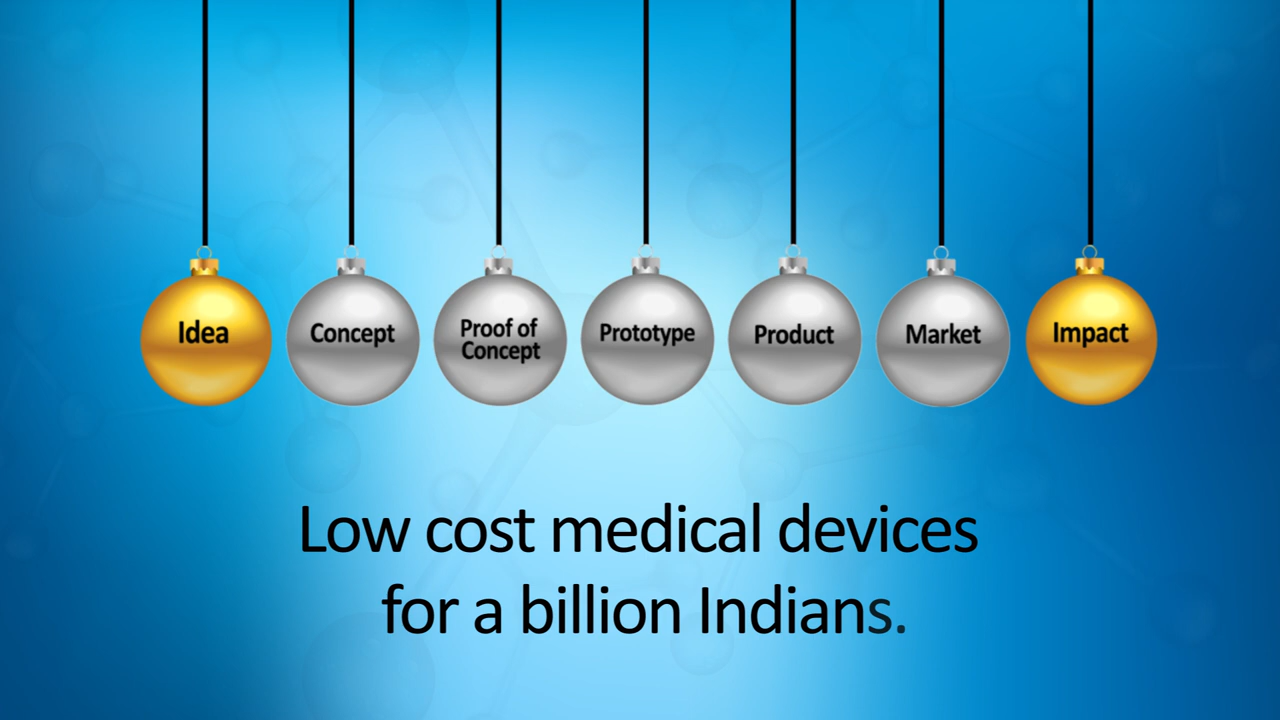 Idea
Concept
Proof of
Concept
Prototype
Product
Market
Impact
Low cost medical devices
for a billion Indians.